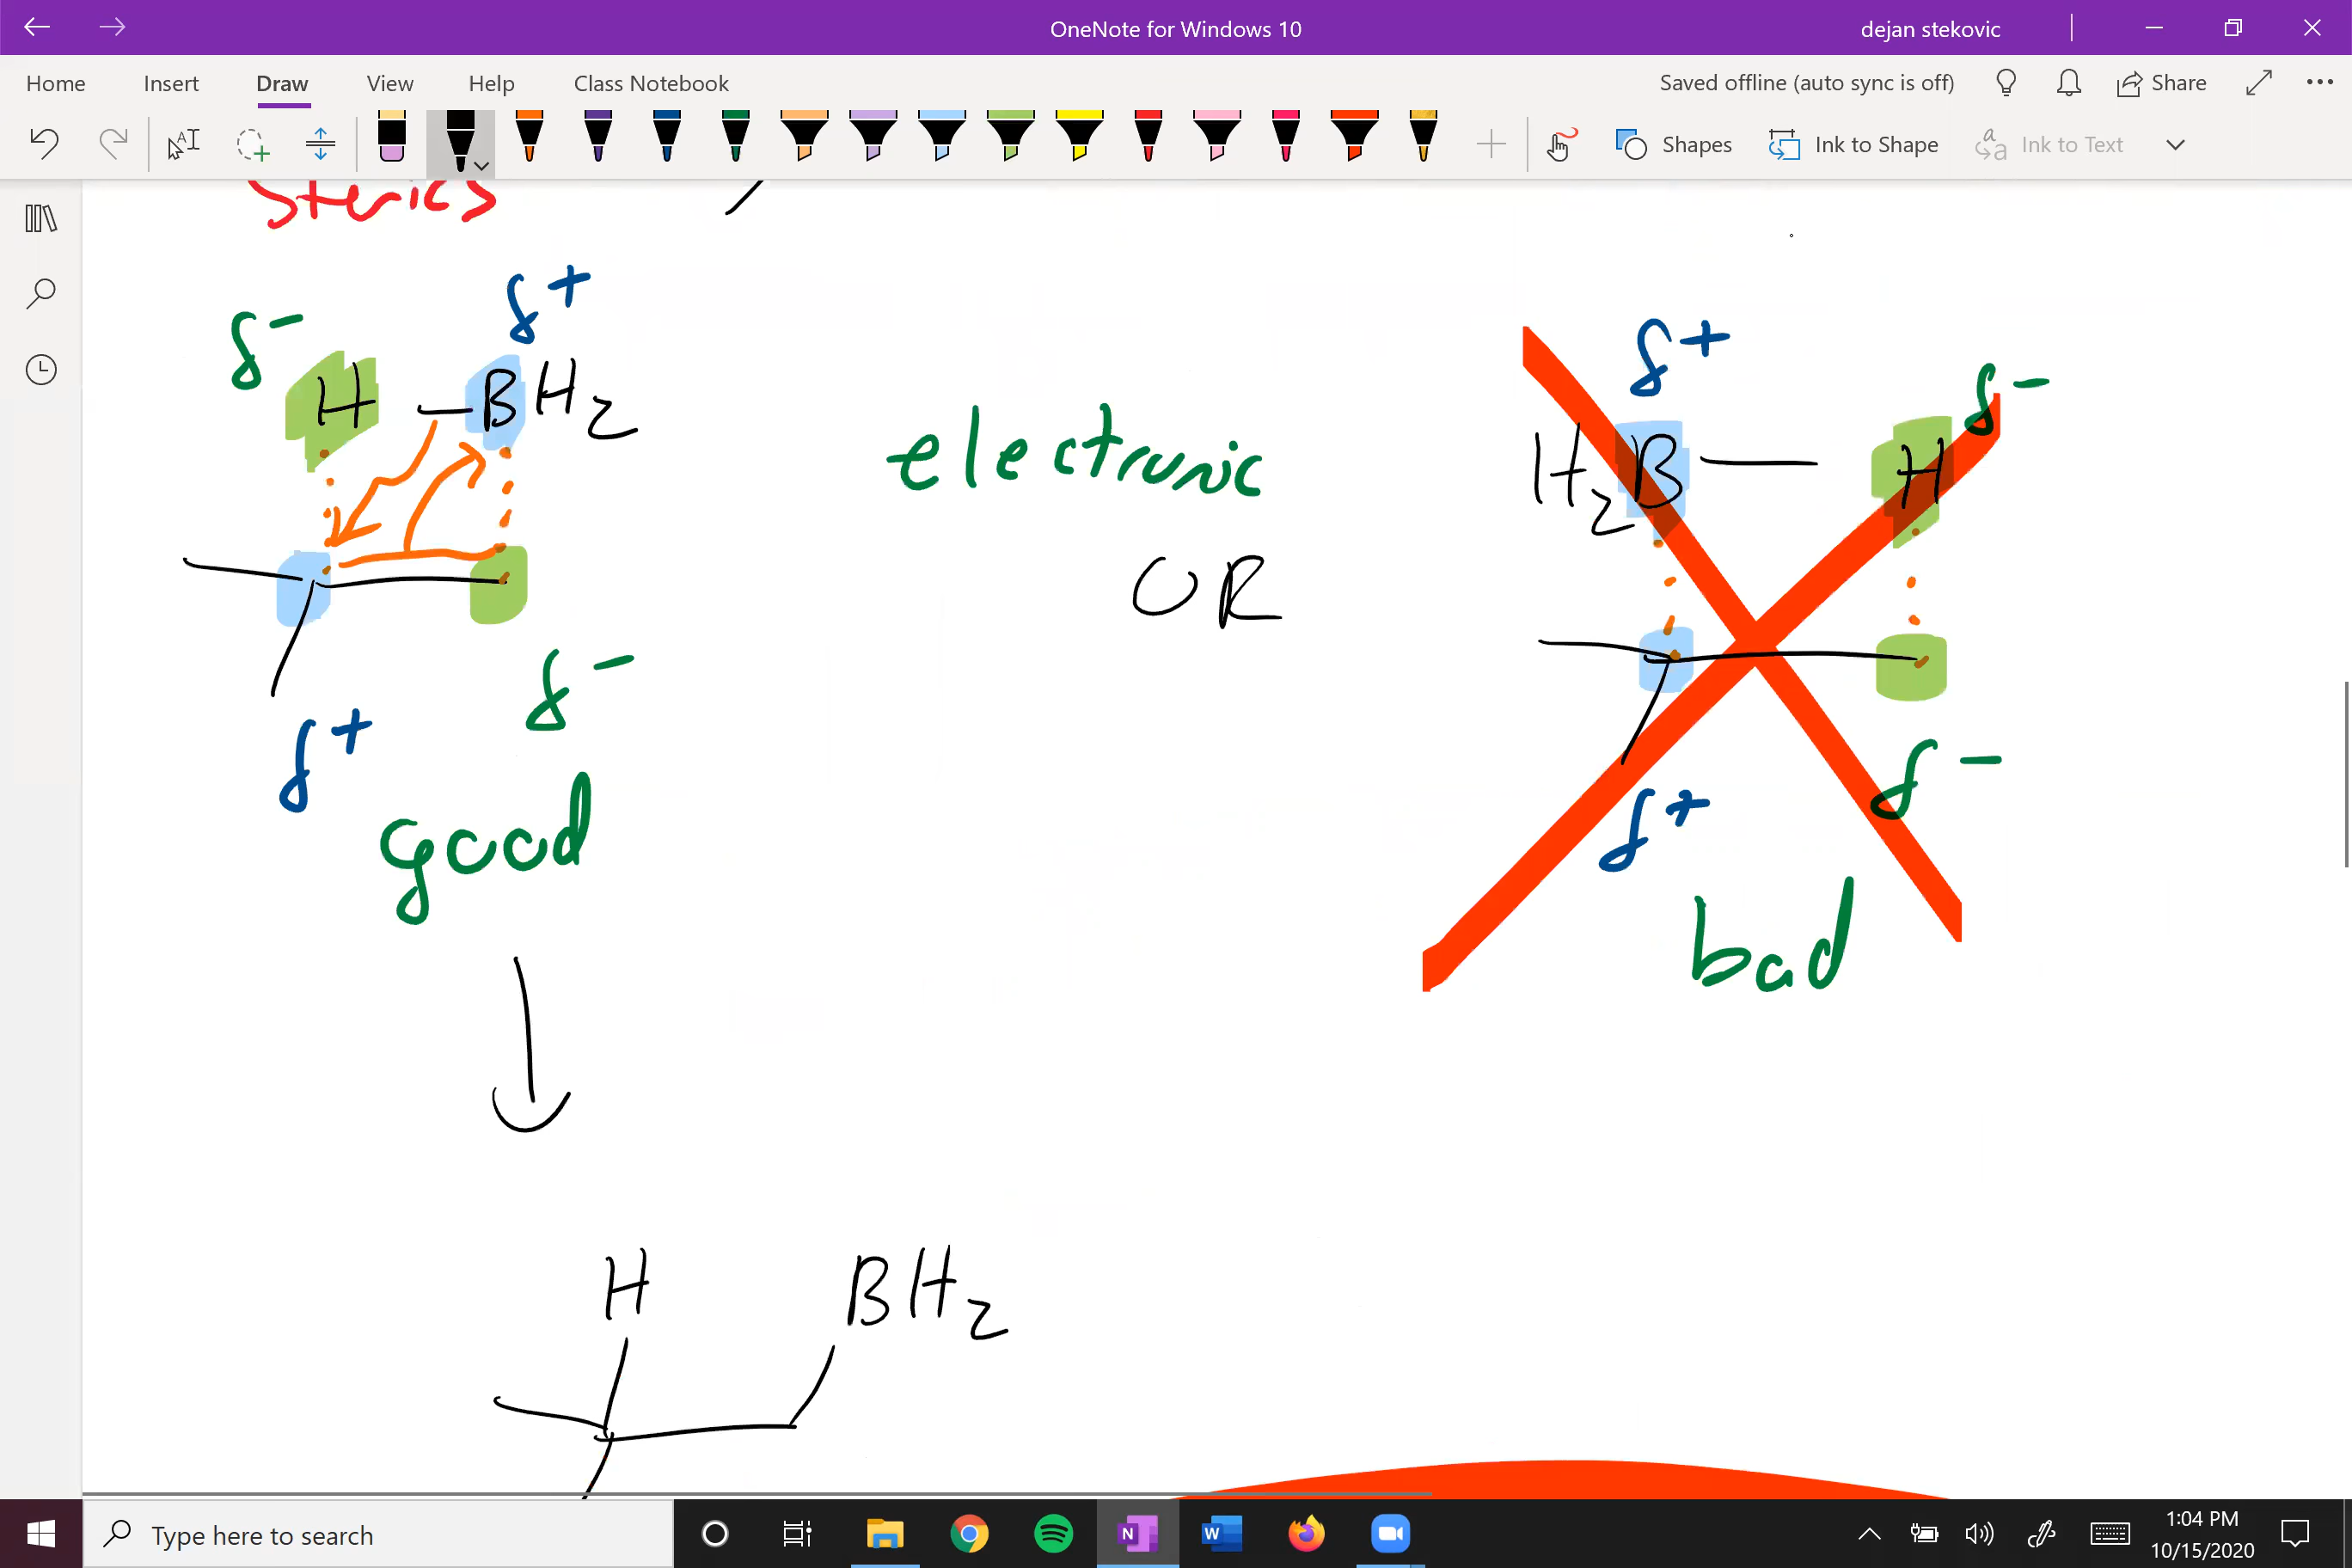 OneNote for Windows 10
dejan stekovic
Home Insert Draw View Help Class Notebook
Saved offline (auto sync is off) Share
Shapes Ink to Shape Ink to Text
sterics
δ- δ+
H - BH2
δ+ δ-
good
electronic
OR
δ+ δ-
H2B — H
δ+ δ-
bad
H BH2
Type here to search
1:04 PM
10/15/2020